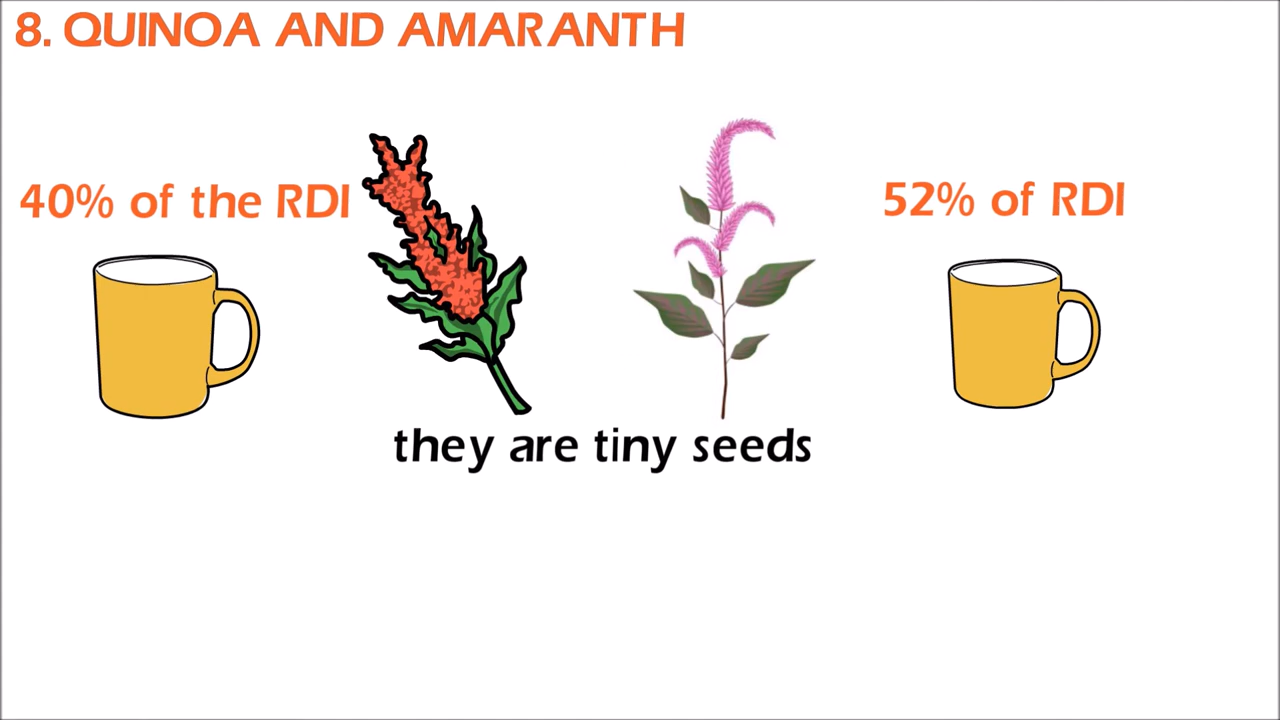 8. QUINOA AND AMARANTH
40% of the RDI
52% of RDI
they are tiny seeds